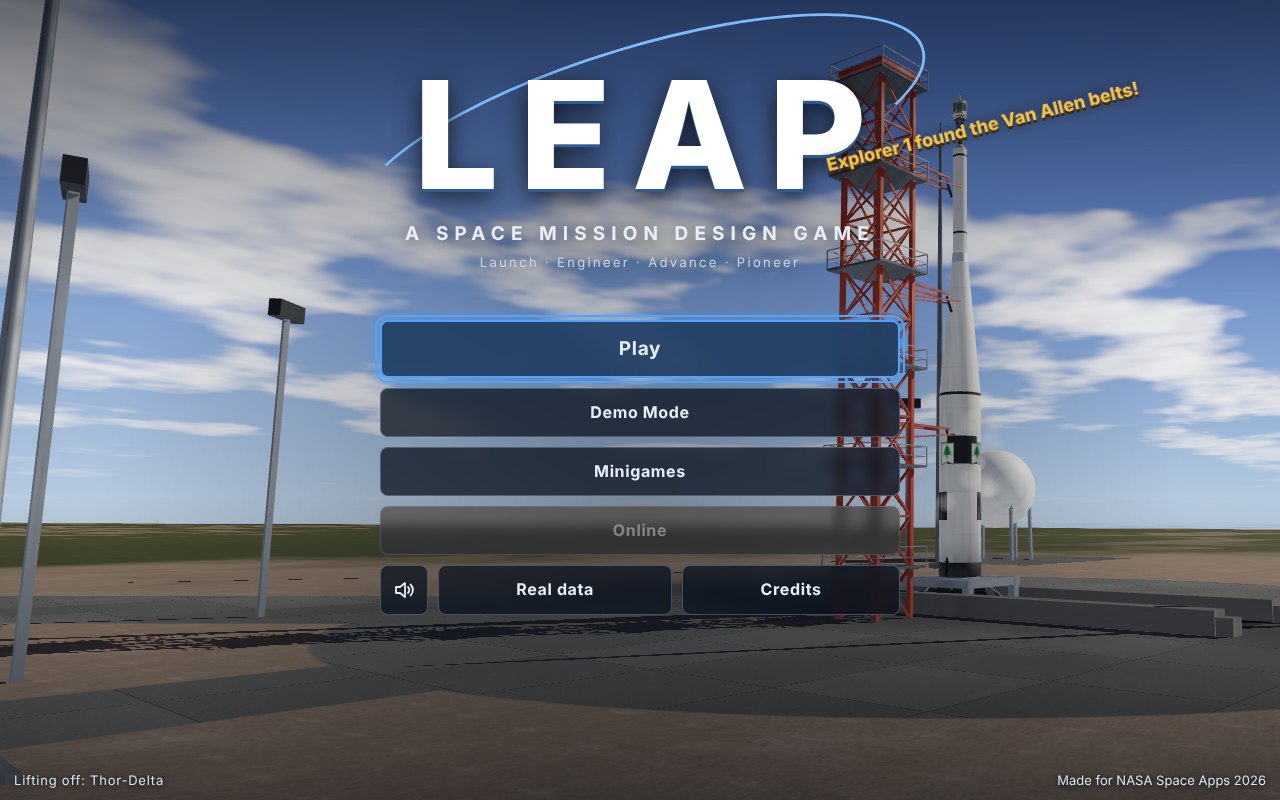 LEAP
Explorer 1 found the Van Allen belts!
A SPACE MISSION DESIGN GAME
Launch · Engineer · Advance · Pioneer
Play
Demo Mode
Minigames
Online
Real data
Credits
Lifting off: Thor-Delta
Made for NASA Space Apps 2026